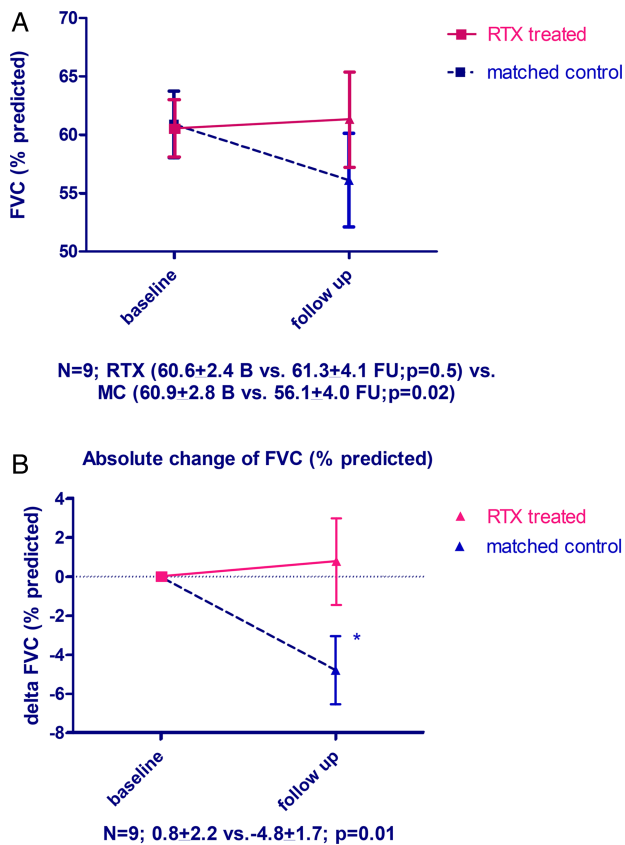 A
RTX treated
matched control
FVC (% predicted)
70
65
60
55
50
baseline
follow up
N=9; RTX (60.6+2.4 B vs. 61.3+4.1 FU;p=0.5) vs.
MC (60.9±2.8 B vs. 56.1±4.0 FU;p=0.02)
B
Absolute change of FVC (% predicted)
RTX treated
matched control
delta FVC (% predicted)
4
2
0
-2
-4
-6
-8
*
baseline
follow up
N=9; 0.8±2.2 vs.-4.8±1.7; p=0.01